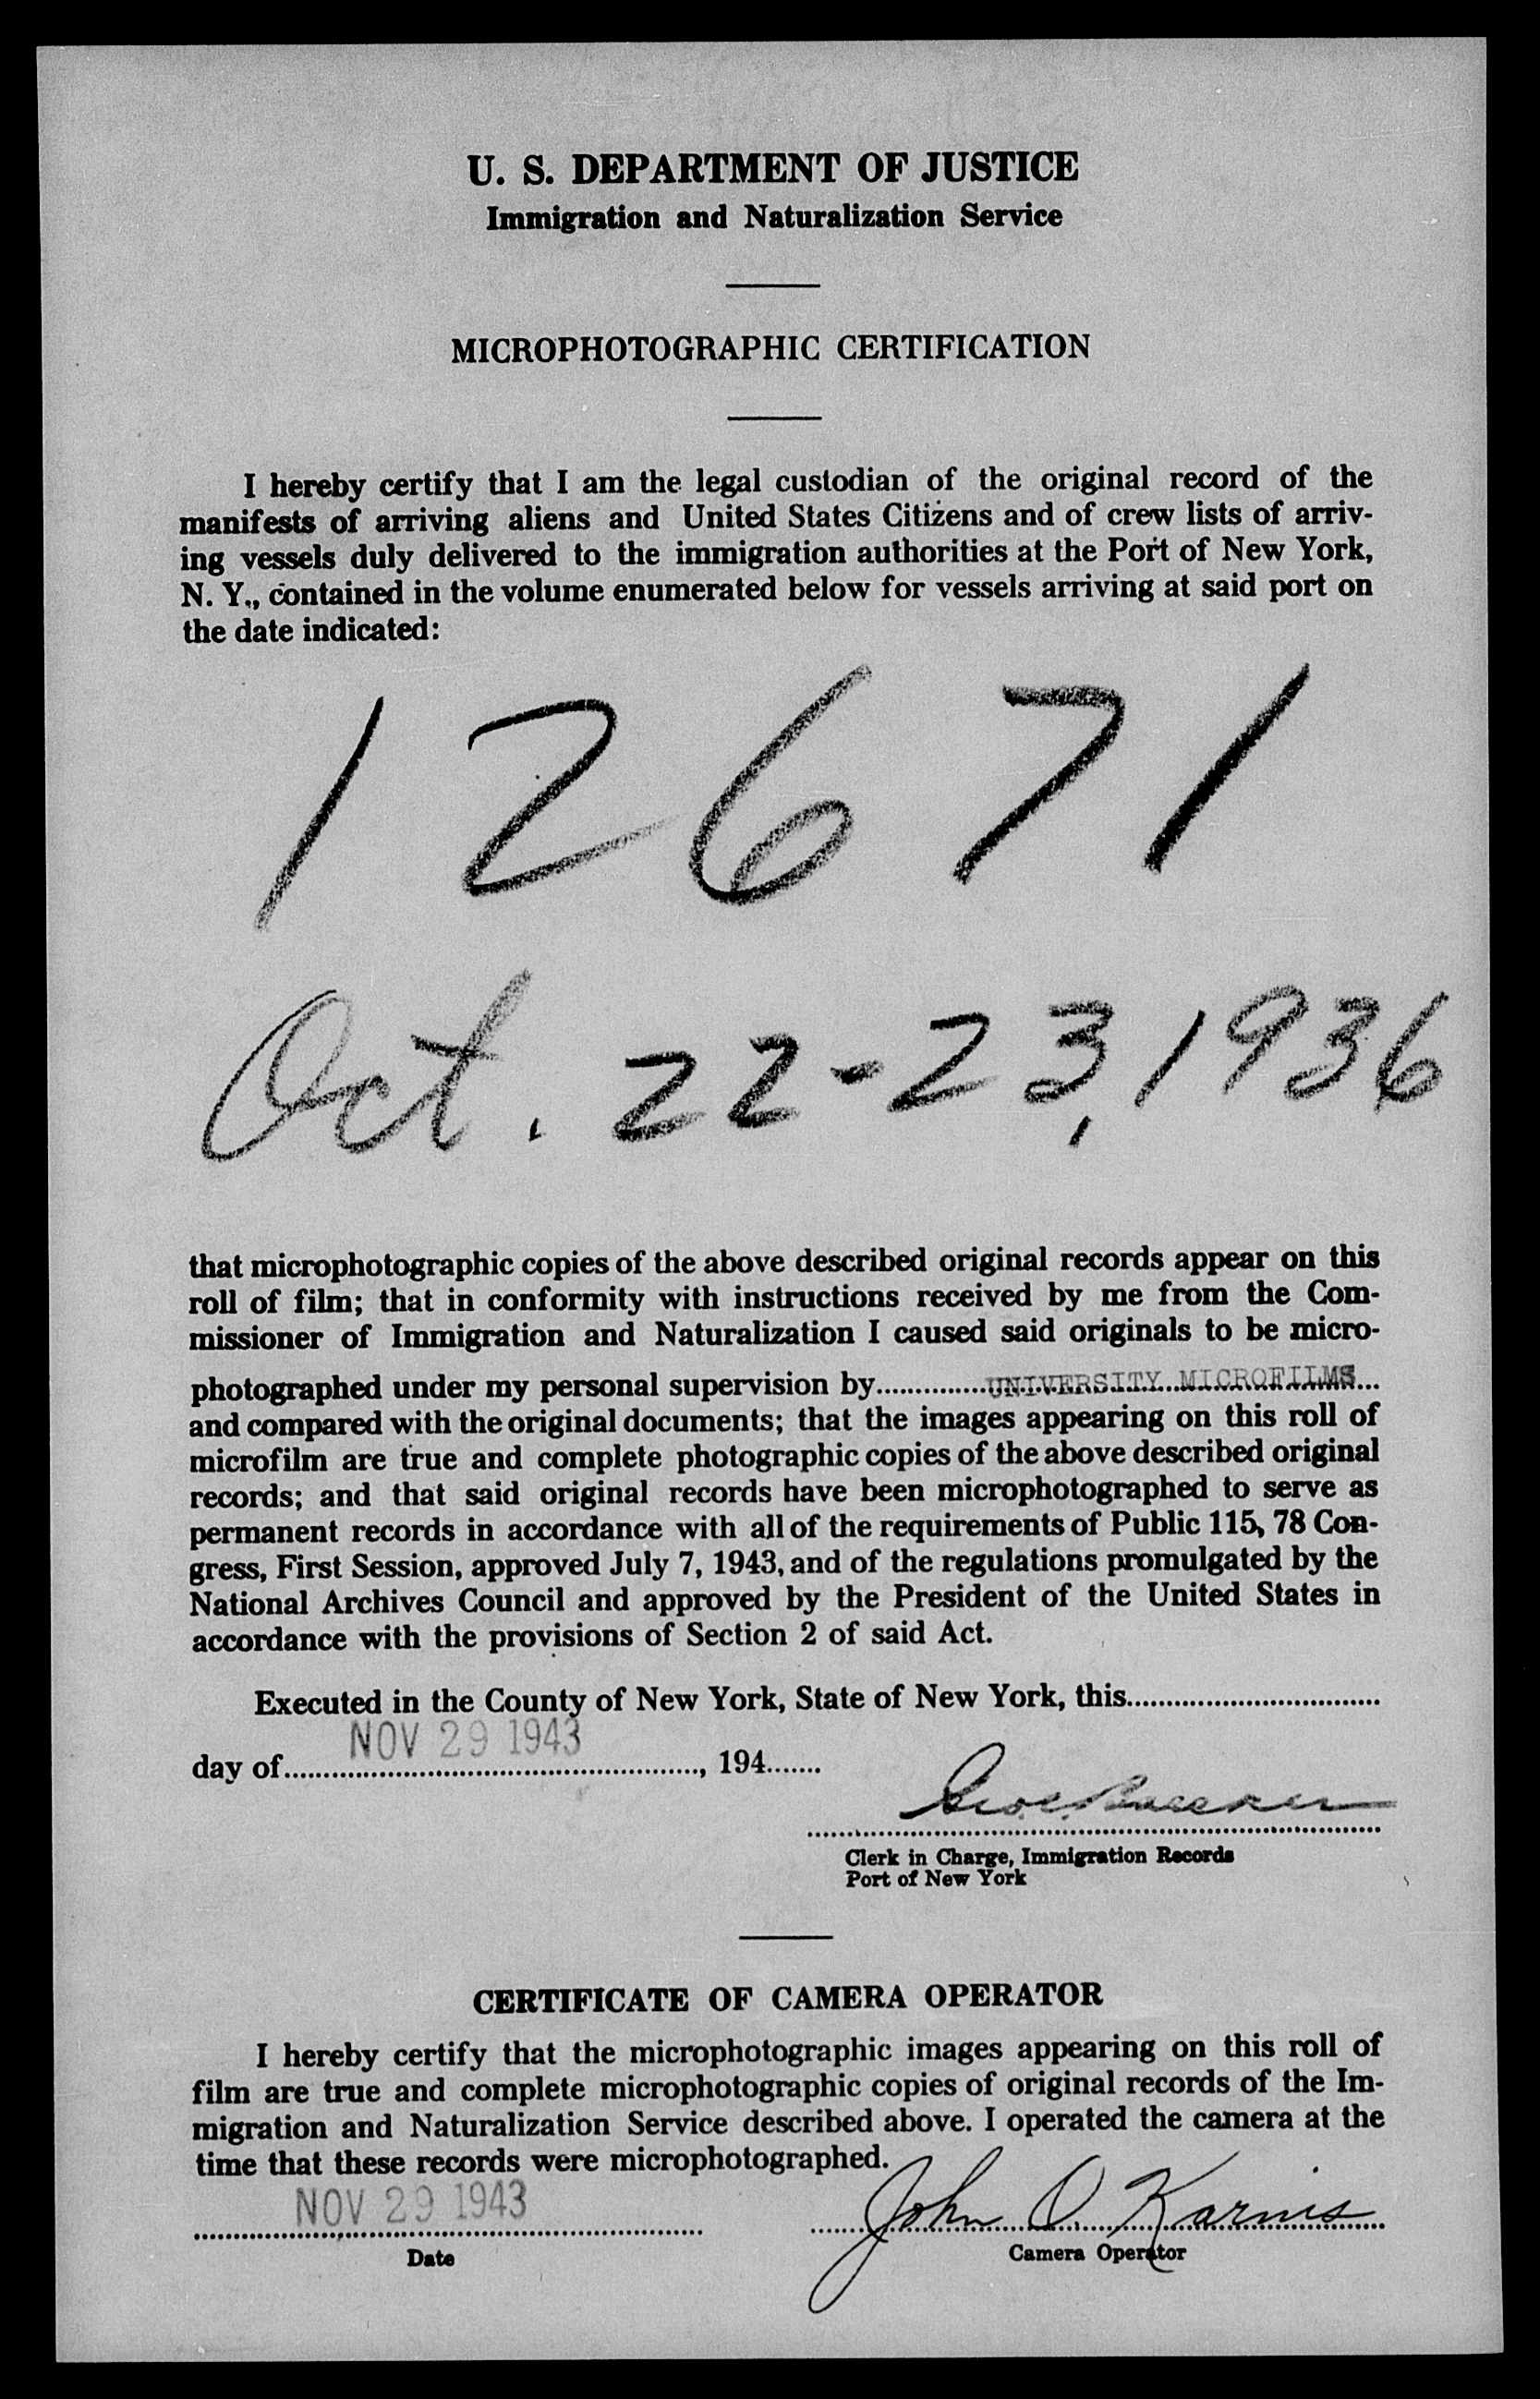 U. S. DEPARTMENT OF JUSTICE
Immigration and Naturalization Service
MICROPHOTOGRAPHIC CERTIFICATION
I hereby certify that I am the legal custodian of the original record of the
manifests of arriving aliens and United States Citizens and of crew lists of arriv-
ing vessels duly delivered to the immigration authorities at the Port of New York,
N. Y., contained in the volume enumerated below for vessels arriving at said port on
the date indicated:
12671
Oct. 22-23, 1936
that microphotographic copies of the above described original records appear on this
roll of film; that in conformity with instructions received by me from the Com-
missioner of Immigration and Naturalization I caused said originals to be micro-
photographed under my personal supervision by..............UNIVERSITY MICROFILMS...
and compared with the original documents; that the images appearing on this roll of
microfilm are true and complete photographic copies of the above described original
records; and that said original records have been microphotographed to serve as
permanent records in accordance with all of the requirements of Public 115, 78 Con-
gress, First Session, approved July 7, 1943, and of the regulations promulgated by the
National Archives Council and approved by the President of the United States in
accordance with the provisions of Section 2 of said Act.
Executed in the County of New York, State of New York, this................................
NOV 29 1943
day of...................................................., 194.......
Clerk in Charge, Immigration Records
Port of New York
CERTIFICATE OF CAMERA OPERATOR
I hereby certify that the microphotographic images appearing on this roll of
film are true and complete microphotographic copies of original records of the Im-
migration and Naturalization Service described above. I operated the camera at the
time that these records were microphotographed.
NOV 29 1943 John O. Karnis
Date Camera Operator